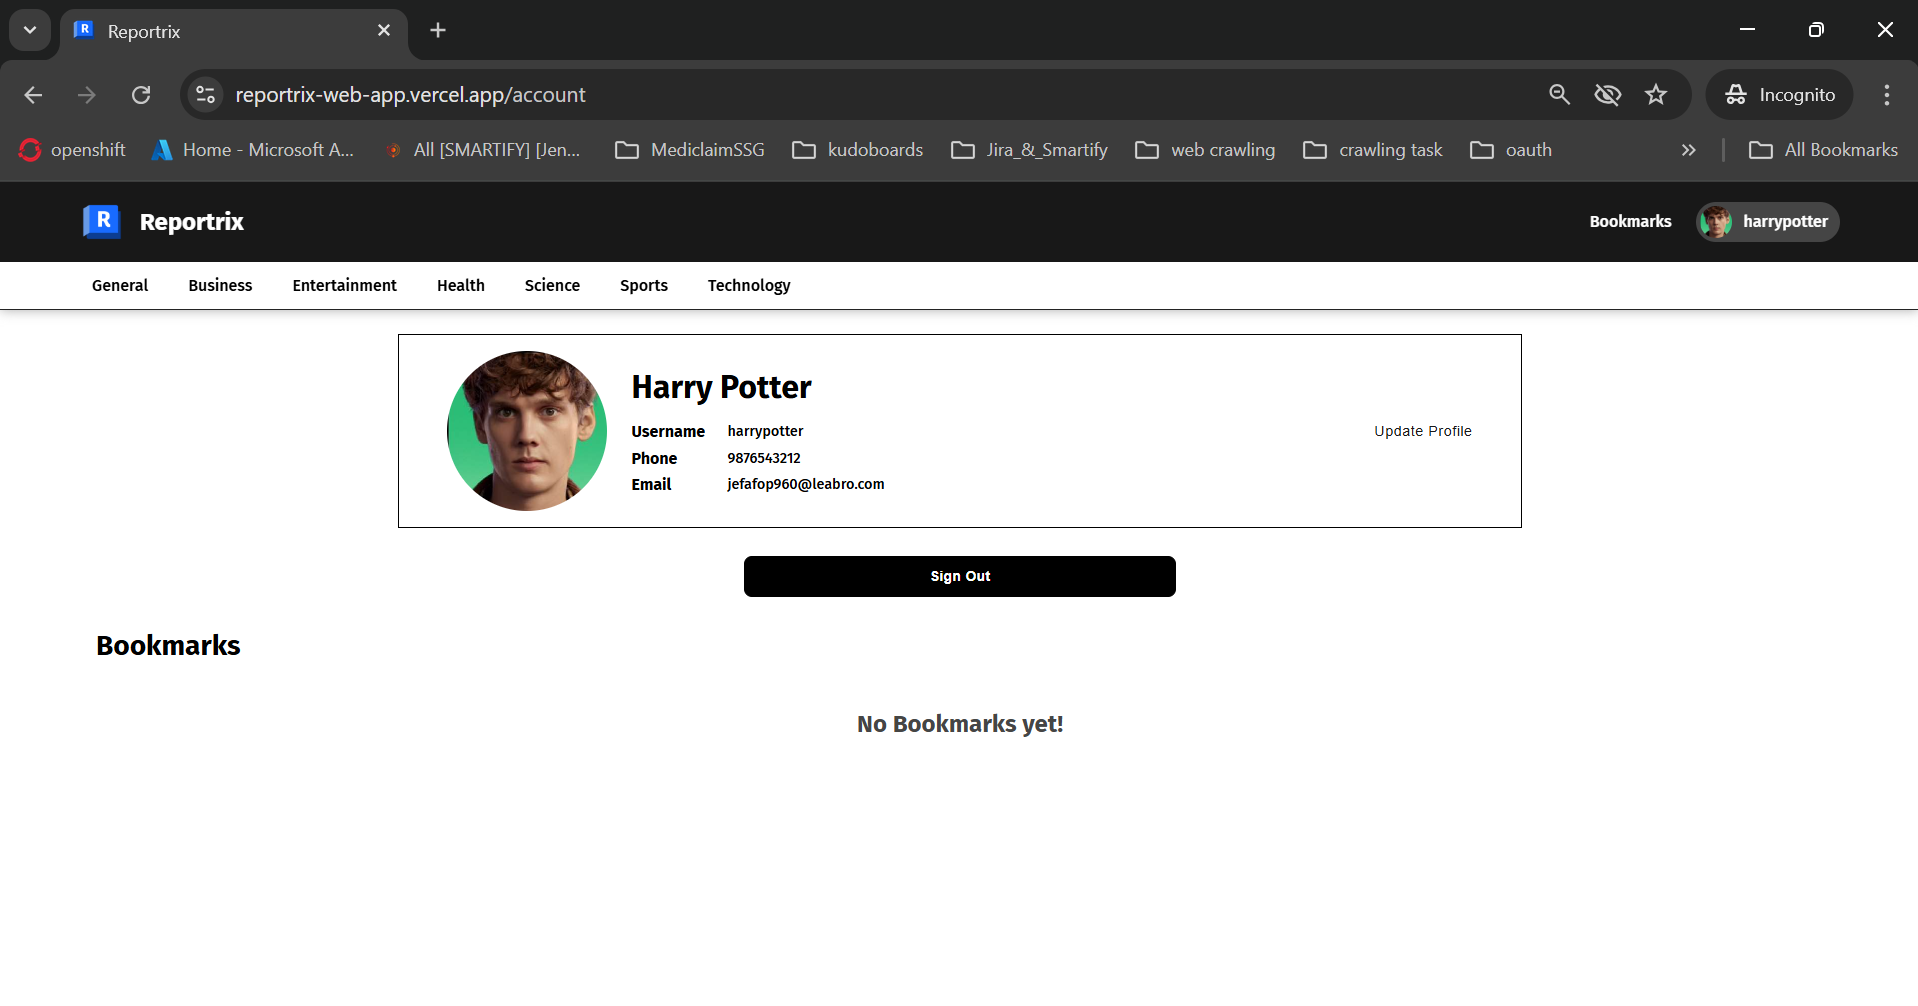 R Reportrix
reportrix-web-app.vercel.app/account
Incognito
openshift Home - Microsoft A... All [SMARTIFY] [Jen... MediclaimSSG kudoboards Jira_&_Smartify web crawling crawling task oauth All Bookmarks
R Reportrix Bookmarks harrypotter
General Business Entertainment Health Science Sports Technology
Harry Potter
Username harrypotter
Update Profile
Phone 9876543212
Email jefafop960@leabro.com
Sign Out
Bookmarks
No Bookmarks yet!